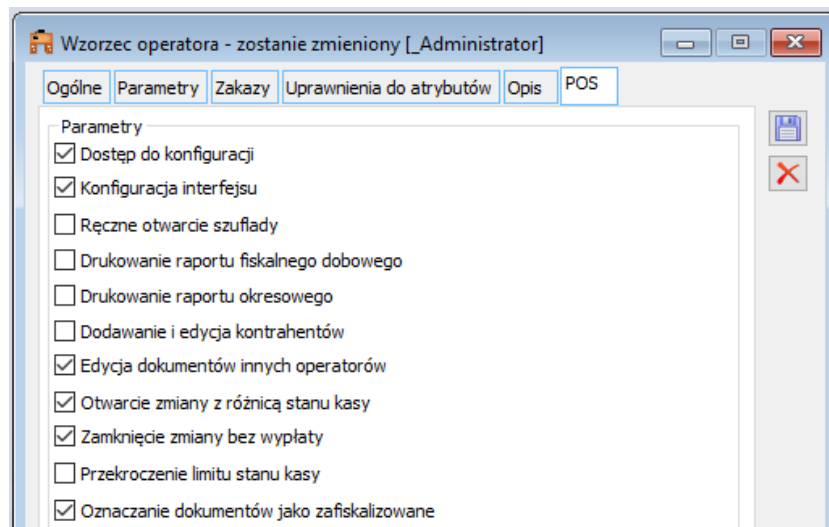 Wzorzec operatora - zostanie zmieniony [_Administrator]
Ogólne Parametry Zakazy Uprawnienia do atrybutów Opis POS
Parametry
Dostęp do konfiguracji
Konfiguracja interfejsu
Ręczne otwarcie szuflady
Drukowanie raportu fiskalnego dobowego
Drukowanie raportu okresowego
Dodawanie i edycja kontrahentów
Edycja dokumentów innych operatorów
Otwarcie zmiany z różnicą stanu kasy
Zamknięcie zmiany bez wypłaty
Przekroczenie limitu stanu kasy
Oznaczanie dokumentów jako zafiskalizowane